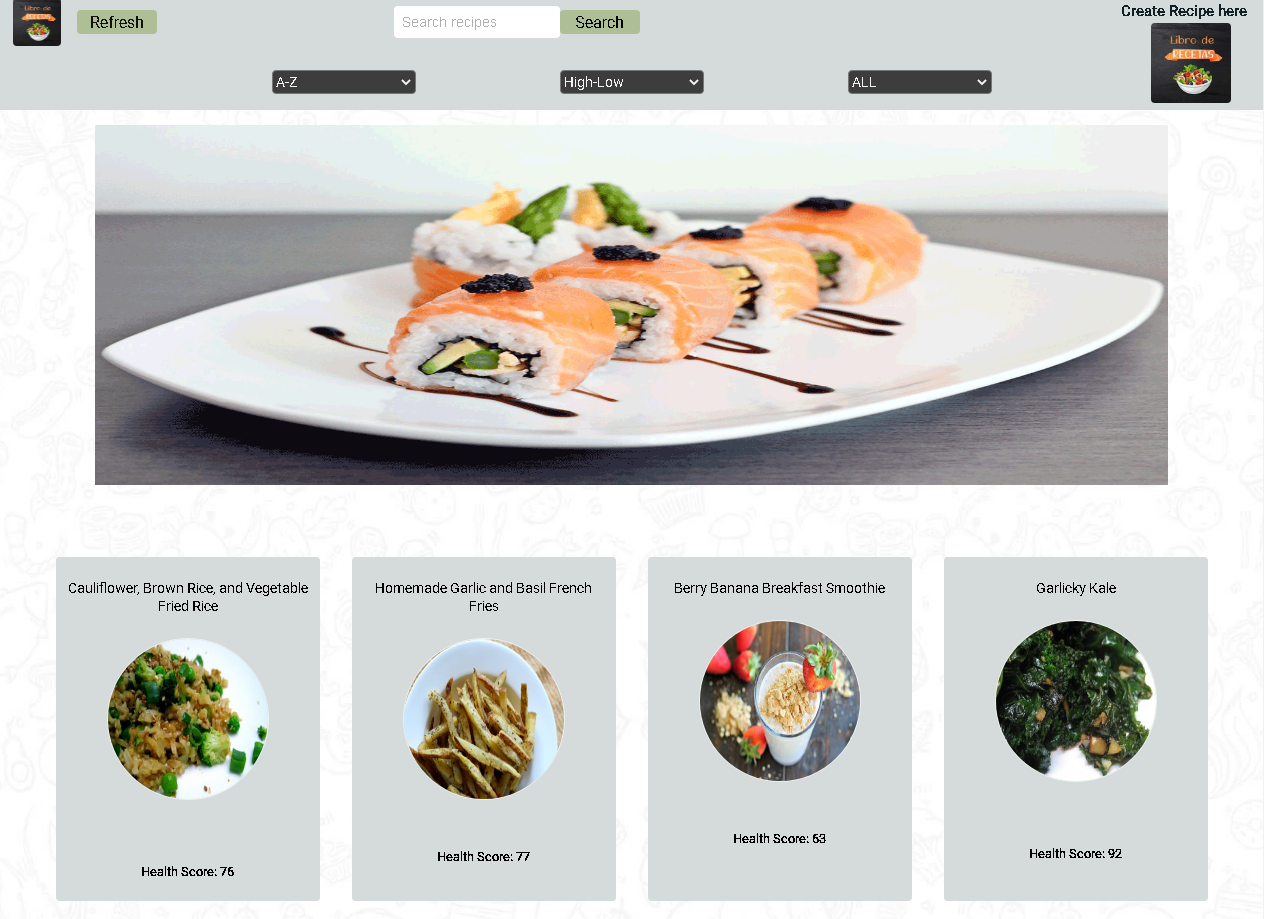 Libro de
RECETAS
Refresh
Search recipes
Search
Create Recipe here
Libro de
RECETAS
A-Z
High-Low
ALL
Cauliflower, Brown Rice, and Vegetable
Fried Rice
Homemade Garlic and Basil French
Fries
Berry Banana Breakfast Smoothie
Garlicky Kale
Health Score: 76
Health Score: 77
Health Score: 63
Health Score: 92